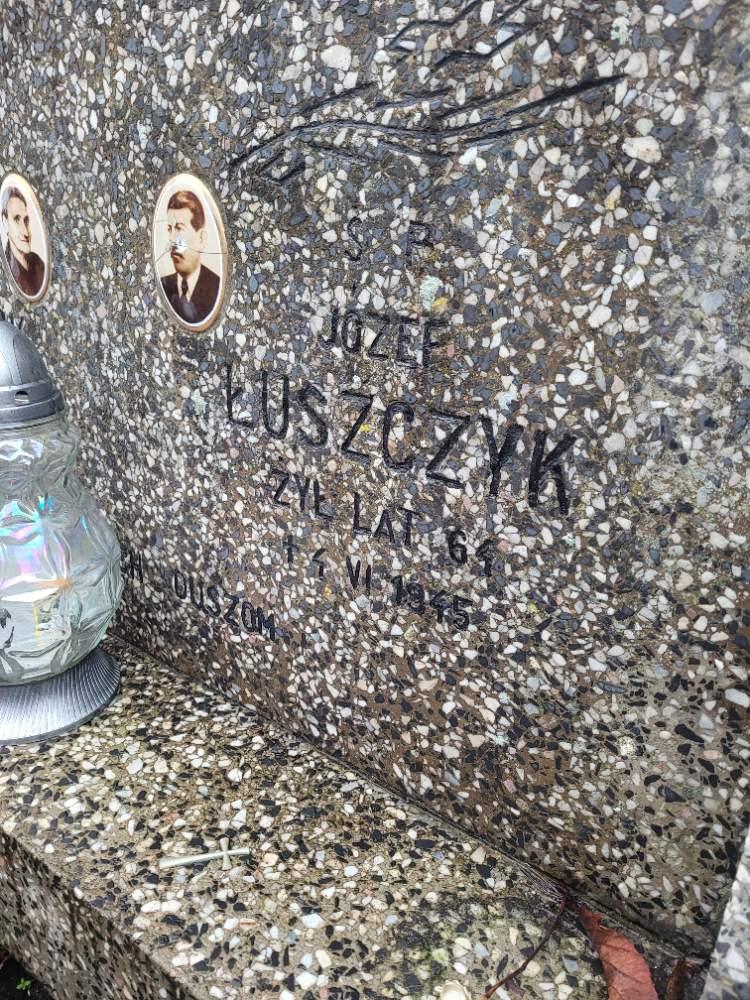 Ś P
JÓZEF
ŁUSZCZYK
ŻYŁ LAT 64
+ 4 VI 1945
DUSZOM